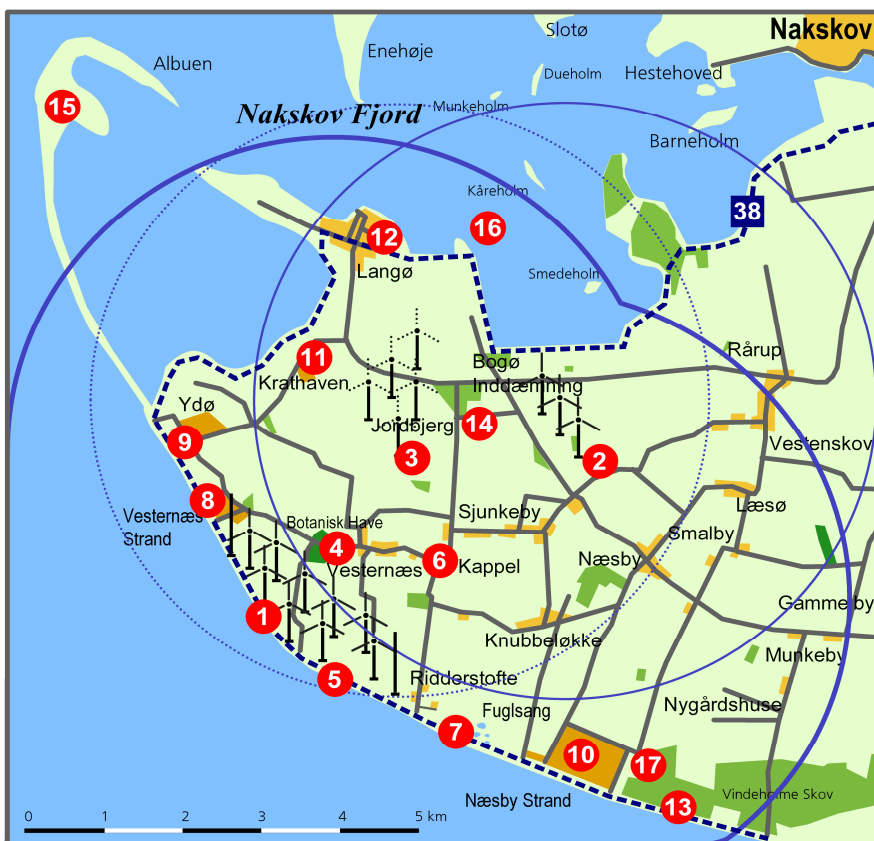 Nakskov
Slotø
Enehøje
Albuen
Dueholm
Hestehoved
15
Munkeholm
Nakskov Fjord
Barneholm
Kåreholm
38
16
12
Langø
Smedeholm
11
Krathaven
Bogø
Inddæmning
Rårup
Ydø
14
Jordbjerg
9
3
2
Vestenskov
8
Vesternæs
Strand
Botanisk Have
Sjunkeby
Læsø
4
Vesternæs
6
Kappel
Næsby
Smalby
1
Gammelby
Knubbeløkke
Munkeby
5
Ridderstofte
Nygårdshuse
Fuglsang
7
10
17
Næsby Strand
13
Vindeholme Skov
0 1 2 3 4 5 km